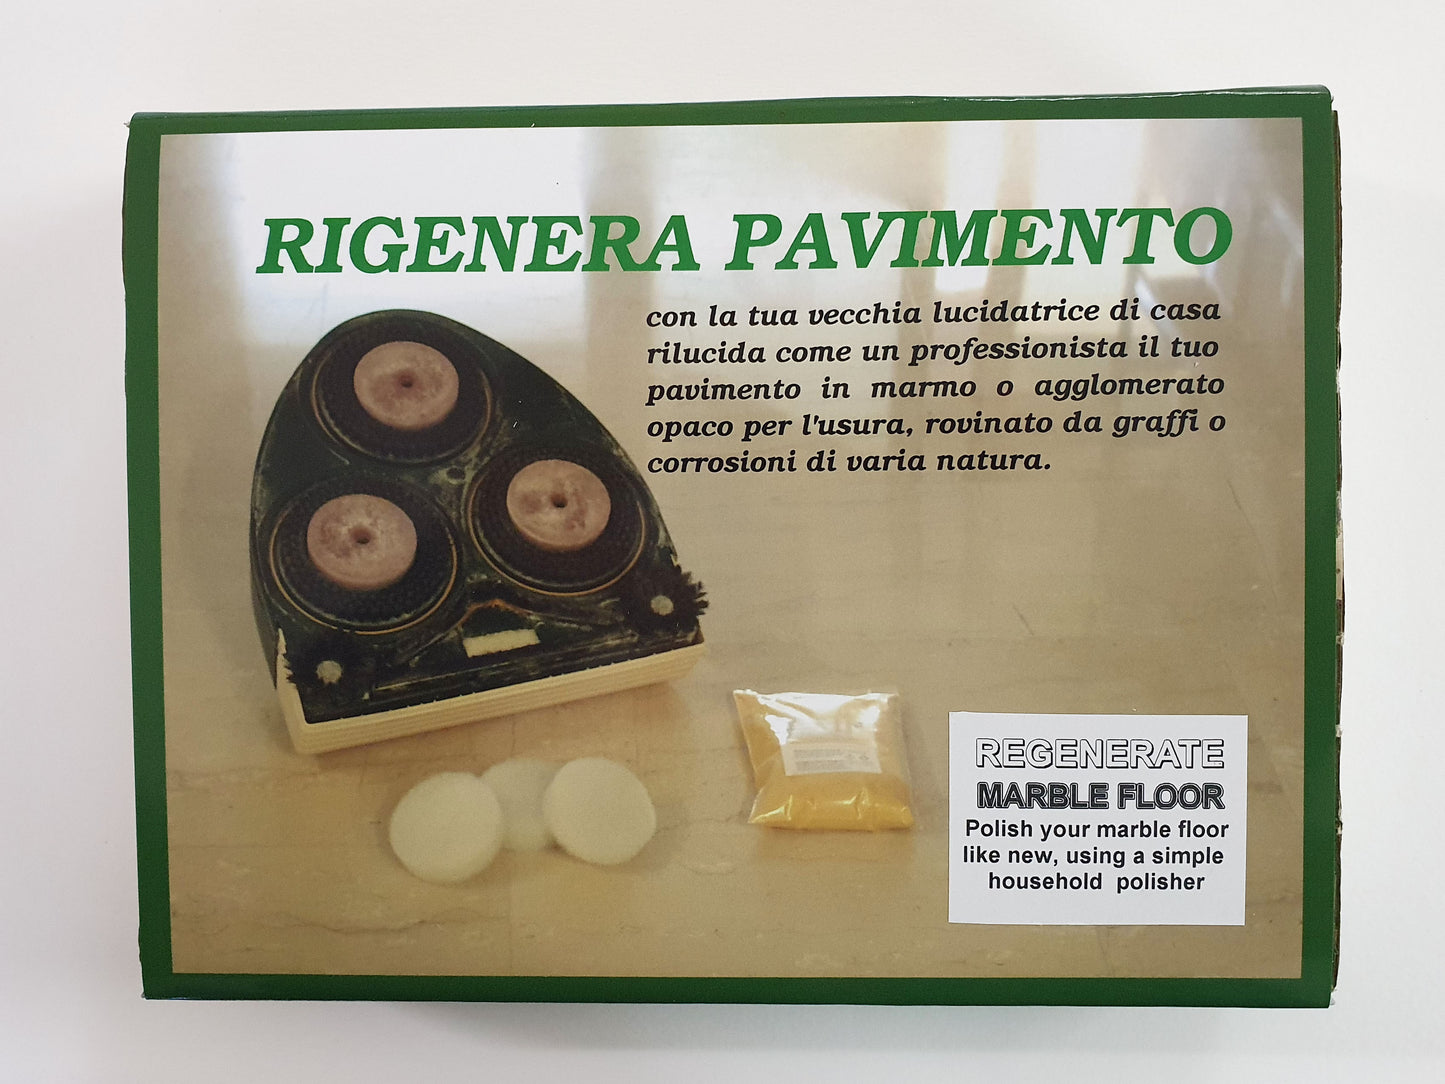 RIGENERA PAVIMENTO
con la tua vecchia lucidatrice di casa
rilucida come un professionista il tuo
pavimento in marmo o agglomerato
opaco per l'usura, rovinato da graffi o
corrosioni di varia natura.
REGENERATE
MARBLE FLOOR
Polish your marble floor
like new, using a simple
household polisher